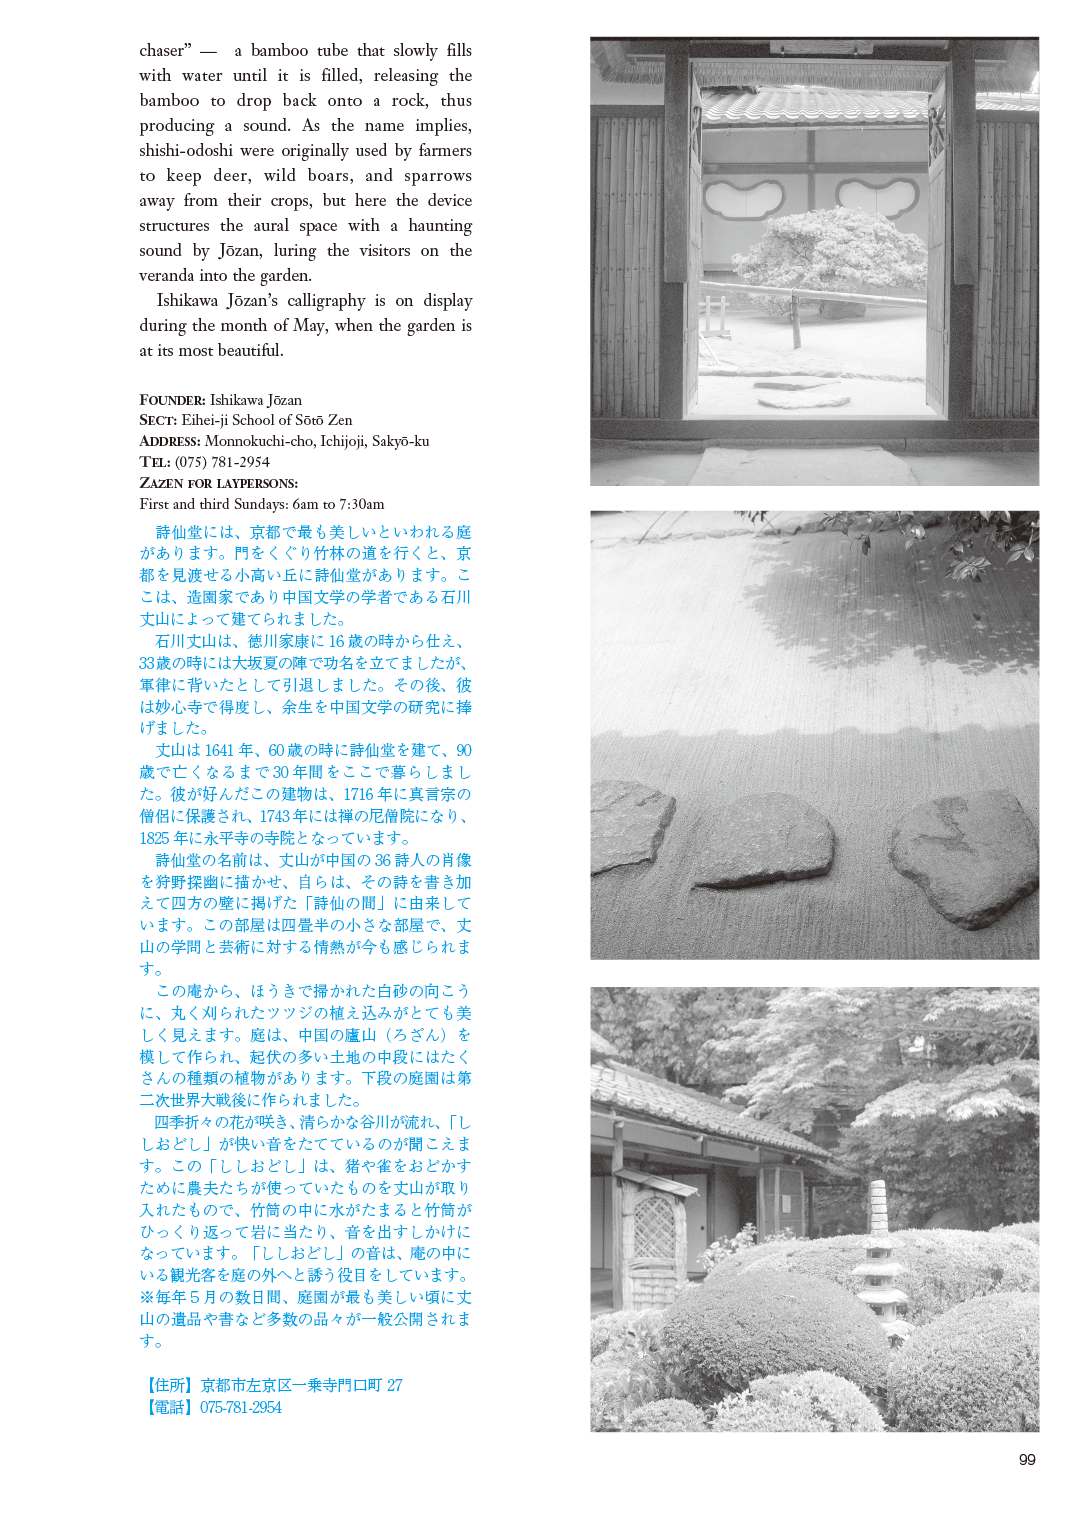 chaser” — a bamboo tube that slowly fills
with water until it is filled, releasing the
bamboo to drop back onto a rock, thus
producing a sound. As the name implies,
shishi-odoshi were originally used by farmers
to keep deer, wild boars, and sparrows
away from their crops, but here the device
structures the aural space with a haunting
sound by Jōzan, luring the visitors on the
veranda into the garden.
Ishikawa Jōzan’s calligraphy is on display
during the month of May, when the garden is
at its most beautiful.
FOUNDER: Ishikawa Jōzan
SECT: Eihei-ji School of Sōtō Zen
ADDRESS: Monnokuchi-cho, Ichijoji, Sakyō-ku
TEL: (075) 781-2954
ZAZEN FOR LAYPERSONS:
First and third Sundays: 6am to 7:30am
詩仙堂には、京都で最も美しいといわれる庭
があります。門をくぐり竹林の道を行くと、京
都を見渡せる小高い丘に詩仙堂があります。こ
こは、造園家であり中国文学の学者である石川
丈山によって建てられました。
石川丈山は、徳川家康に 16 歳の時から仕え、
33歳の時には大坂夏の陣で功名を立てましたが、
軍律に背いたとして引退しました。その後、彼
は妙心寺で得度し、余生を中国文学の研究に捧
げました。
丈山は 1641 年、60 歳の時に詩仙堂を建て、90
歳で亡くなるまで 30 年間をここで暮らしまし
た。彼が好んだこの建物は、1716 年に真言宗の
僧侶に保護され、1743 年には禅の尼僧院になり、
1825 年に永平寺の寺院となっています。
詩仙堂の名前は、丈山が中国の 36 詩人の肖像
を狩野探幽に描かせ、自らは、その詩を書き加
えて四方の壁に掲げた「詩仙の間」に由来して
います。この部屋は四畳半の小さな部屋で、丈
山の学問と芸術に対する情熱が今も感じられま
す。
この庵から、ほうきで掃かれた白砂の向こう
に、丸く刈られたツツジの植え込みがとても美
しく見えます。庭は、中国の廬山（ろざん）を
模して作られ、起伏の多い土地の中段にはたく
さんの種類の植物があります。下段の庭園は第
二次世界大戦後に作られました。
四季折々の花が咲き、清らかな谷川が流れ、「し
しおどし」が快い音をたてているのが聞こえま
す。この「ししおどし」は、猪や雀をおどかす
ために農夫たちが使っていたものを丈山が取り
入れたもので、竹筒の中に水がたまると竹筒が
ひっくり返って岩に当たり、音を出すしかけに
なっています。「ししおどし」の音は、庵の中に
いる観光客を庭の外へと誘う役目をしています。
※毎年５月の数日間、庭園が最も美しい頃に丈
山の遺品や書など多数の品々が一般公開されま
す。
【住所】京都市左京区一乗寺門口町 27
【電話】075-781-2954
99